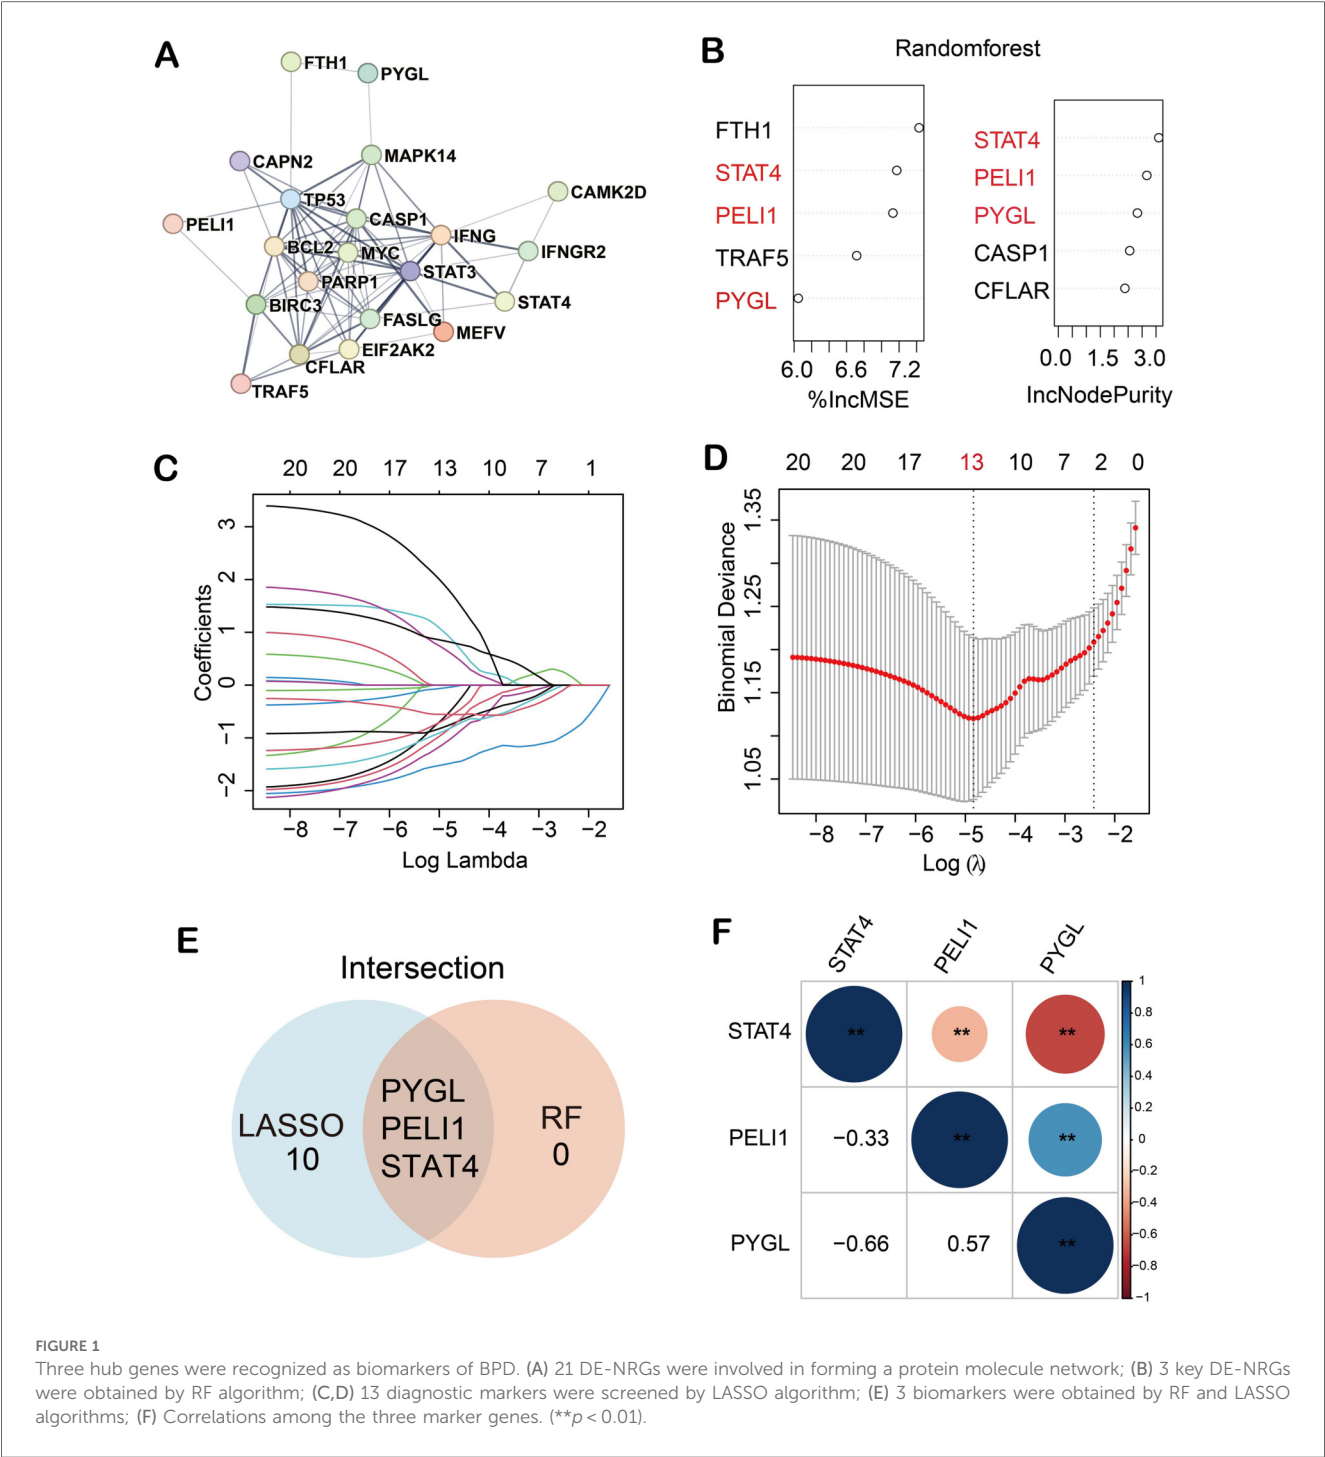 A
FTH1
PYGL
CAPN2
MAPK14
CAMK2D
TP53
PELI1
CASP1
IFNG
BCL2
MYC
IFNGR2
STAT3
PARP1
BIRC3
STAT4
FASLG
MEFV
EIF2AK2
CFLAR
TRAF5
B
Randomforest
FTH1
STAT4
PELI1
TRAF5
PYGL
6.0 6.6 7.2
%IncMSE
STAT4
PELI1
PYGL
CASP1
CFLAR
0.0 1.5 3.0
IncNodePurity
C
20 20 17 13 10 7 1
Coefficients
3
2
1
0
−1
−2
−8 −7 −6 −5 −4 −3 −2
Log Lambda
D
20 20 17 13 10 7 2 0
Binomial Deviance
1.35
1.25
1.15
1.05
−8 −7 −6 −5 −4 −3 −2
Log (λ)
E
Intersection
LASSO
10
PYGL
PELI1
STAT4
RF
0
F
STAT4 PELI1 PYGL
STAT4 ** ** **
PELI1 −0.33 ** **
PYGL −0.66 0.57 **
1
0.8
0.6
0.4
0.2
0
−0.2
−0.4
−0.6
−0.8
−1
FIGURE 1
Three hub genes were recognized as biomarkers of BPD. (A) 21 DE-NRGs were involved in forming a protein molecule network; (B) 3 key DE-NRGs
were obtained by RF algorithm; (C,D) 13 diagnostic markers were screened by LASSO algorithm; (E) 3 biomarkers were obtained by RF and LASSO
algorithms; (F) Correlations among the three marker genes. (**p < 0.01).